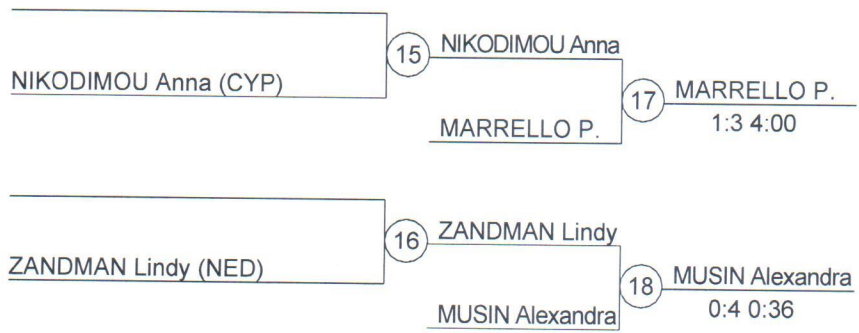 15
NIKODIMOU Anna
NIKODIMOU Anna (CYP)
17
MARRELLO P.
1:3 4:00
MARRELLO P.
16
ZANDMAN Lindy
ZANDMAN Lindy (NED)
18
MUSIN Alexandra
0:4 0:36
MUSIN Alexandra